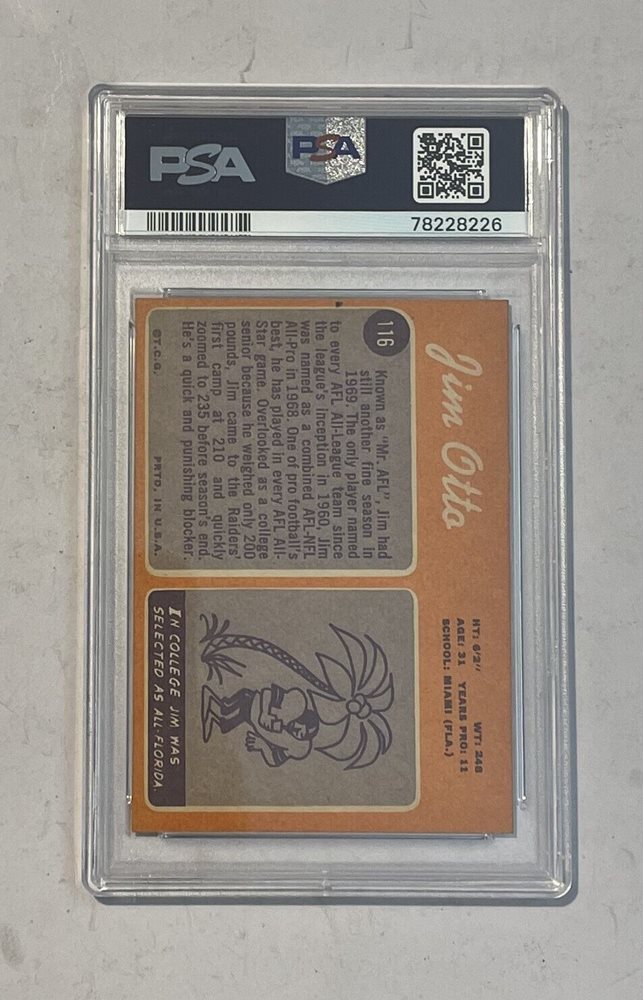 PSA
PSA
78228226
Jim Otto
HT: 6'2" WT: 248
AGE: 31 YEARS PRO: 11
SCHOOL: MIAMI (FLA.)
116
Known as "Mr. AFL", Jim had
still another fine season in
1969. The only player named
to every AFL All-League team since
the league's inception in 1960, Jim
was named as a combined AFL-NFL
All-Pro in 1968. One of pro football's
best, he has played in every AFL All-
Star game. Overlooked as a college
senior because he weighed only 200
pounds, Jim came to the Raiders'
first camp at 210 and quickly
zoomed to 235 before season's end.
He's a quick and punishing blocker.
©T.C.G. PRTD. IN U.S.A.
IN COLLEGE JIM WAS
SELECTED AS ALL-FLORIDA.